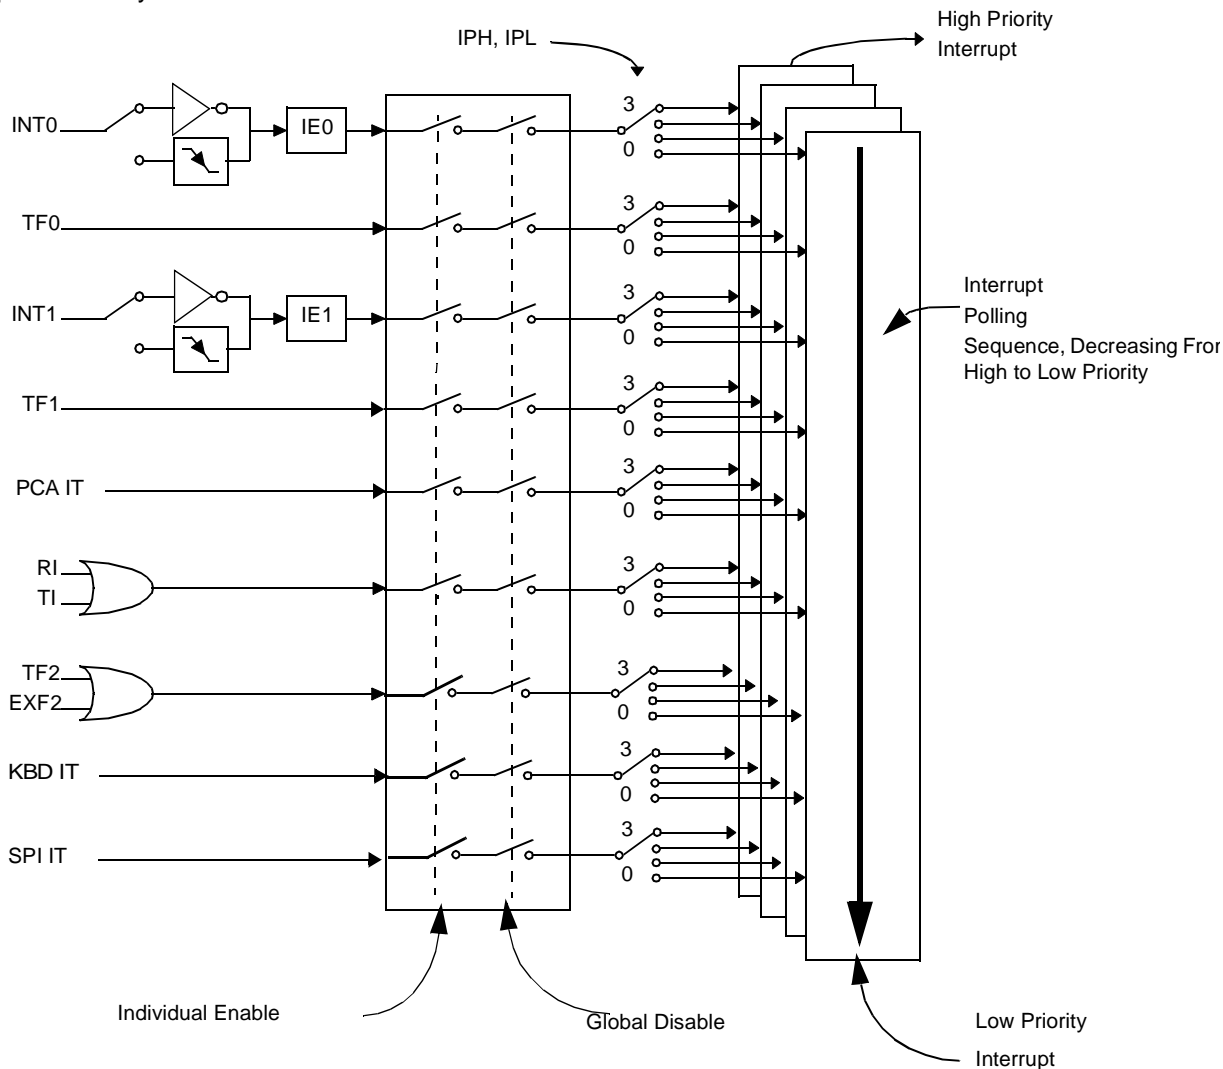 High Priority
Interrupt
IPH, IPL
INT0
IE0
3
0
TF0
3
0
INT1
IE1
3
0
Interrupt
Polling
Sequence, Decreasing From
High to Low Priority
TF1
3
0
PCA IT
3
0
RI
TI
3
0
TF2
EXF2
3
0
KBD IT
3
0
SPI IT
3
0
Individual Enable
Global Disable
Low Priority
Interrupt